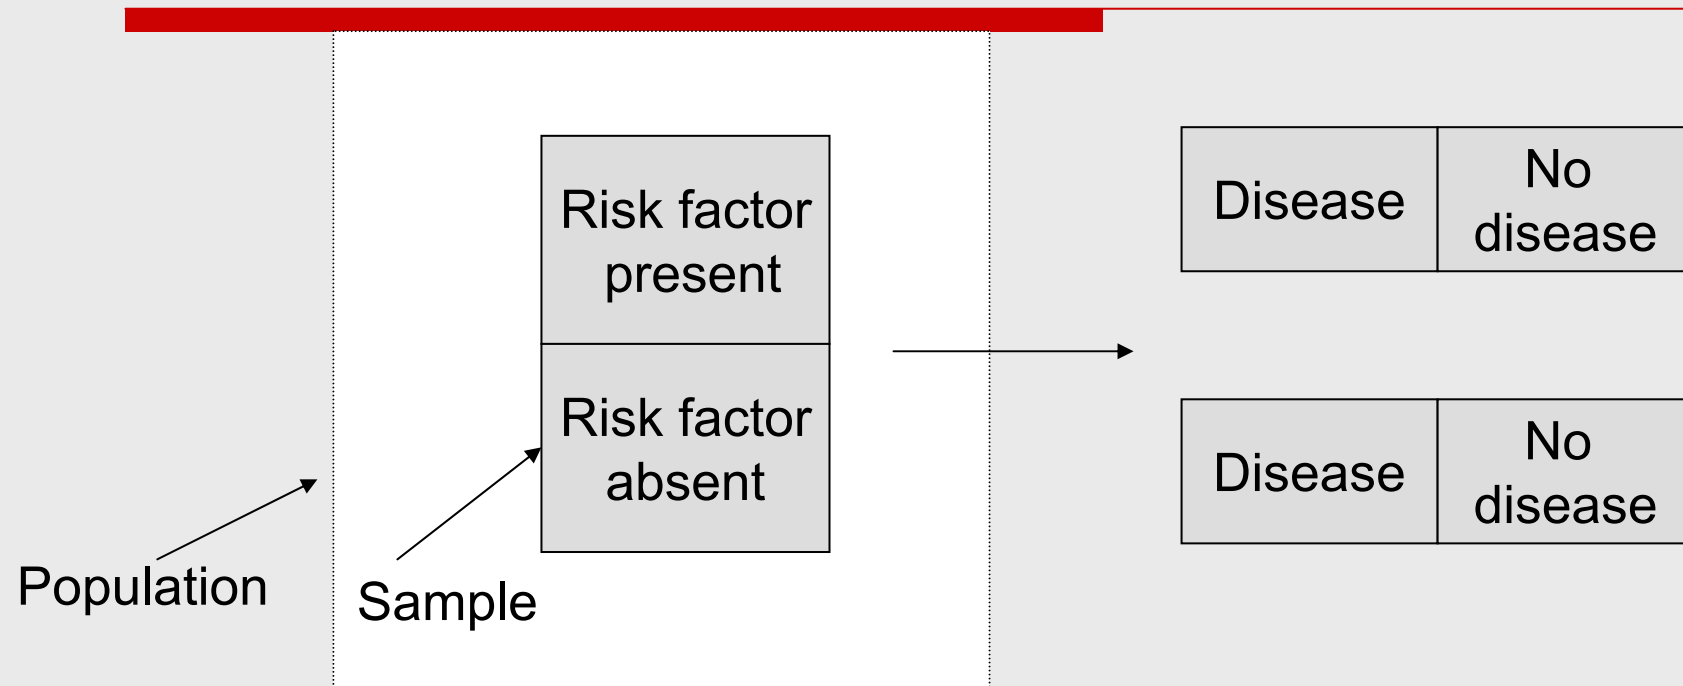 Risk factor
present
Risk factor
absent
Population
Sample
Disease
No
disease
Disease
No
disease